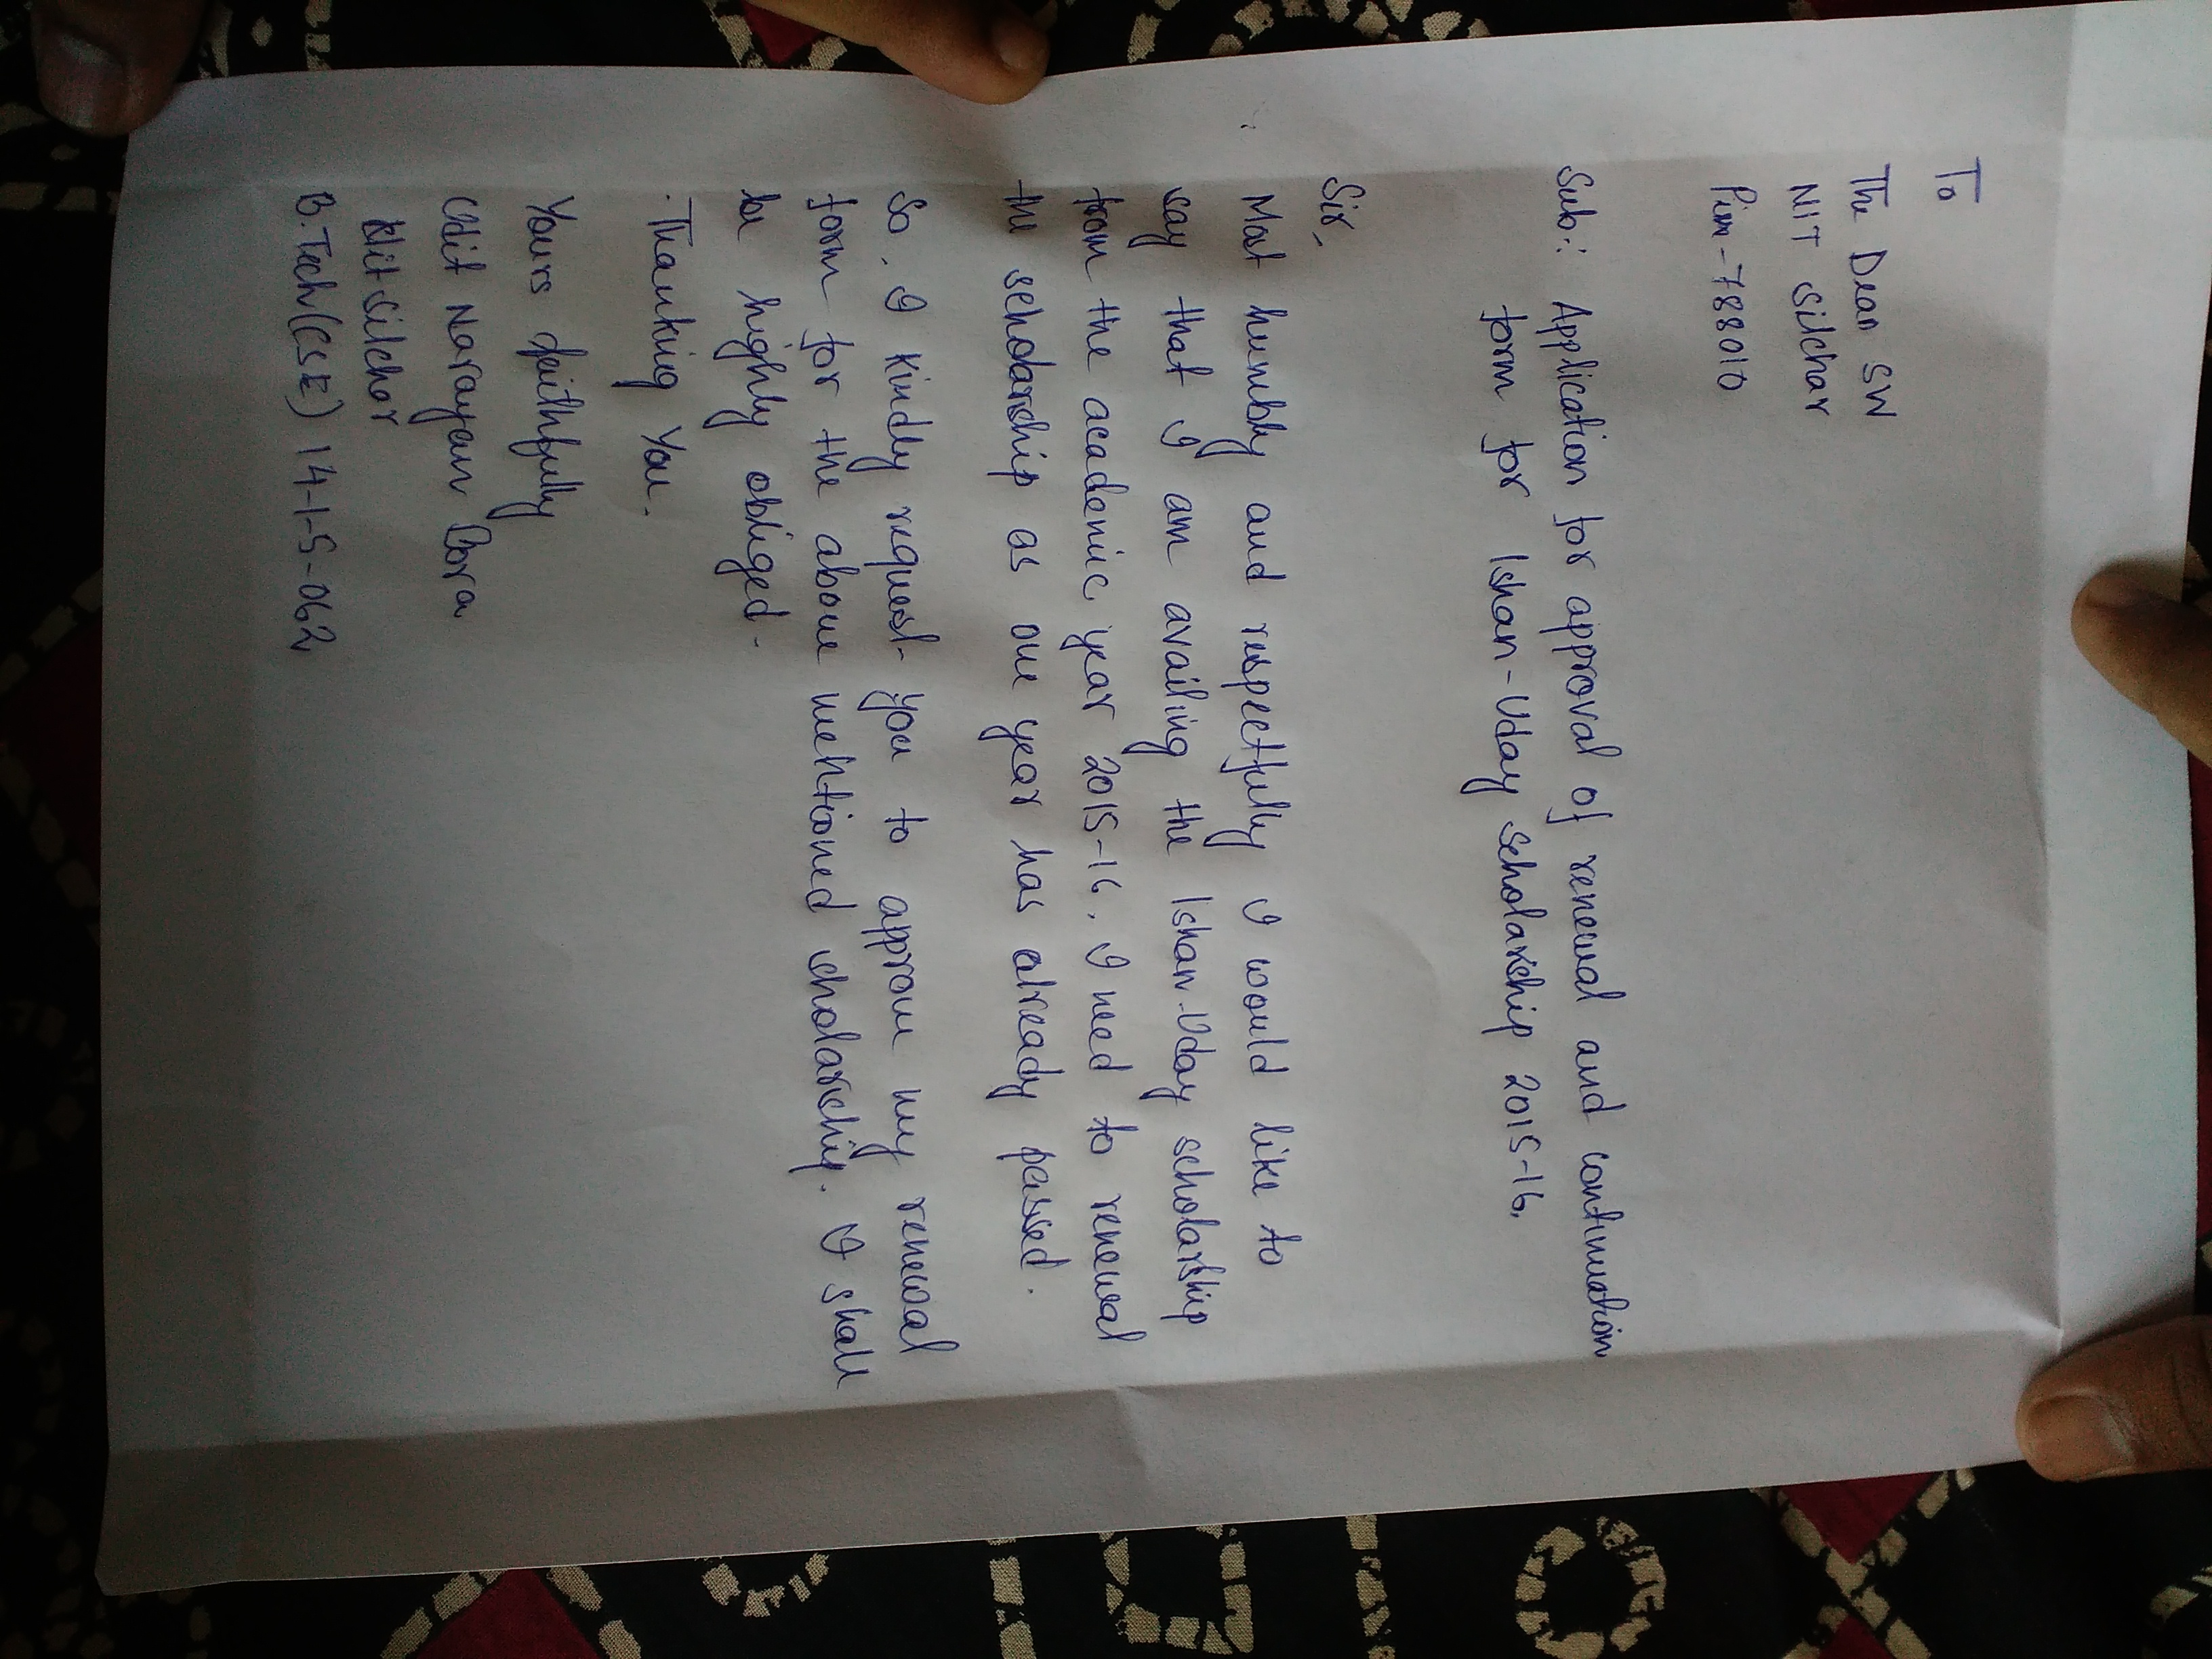 To
The Dean SW
NIT Silchar
Pin-788010
Sub:: Application for approval of renewal and continuation
form for Ishan-Uday Scholarship 2015-16.
Sir,
Most humbly and respectfully I would like to
say that I am availing the Ishan-Uday scholarship
from the academic year 2015-16. I need to renewal
the scholarship as one year has already passed.
So, I kindly request you to approve my renewal
form for the above mentioned scholarship. I shall
be highly obliged.
Thanking You.
Yours faithfully
Udit Narayan Bora
Nit Silchar
B.Tech(CSE) 14-1-5-062